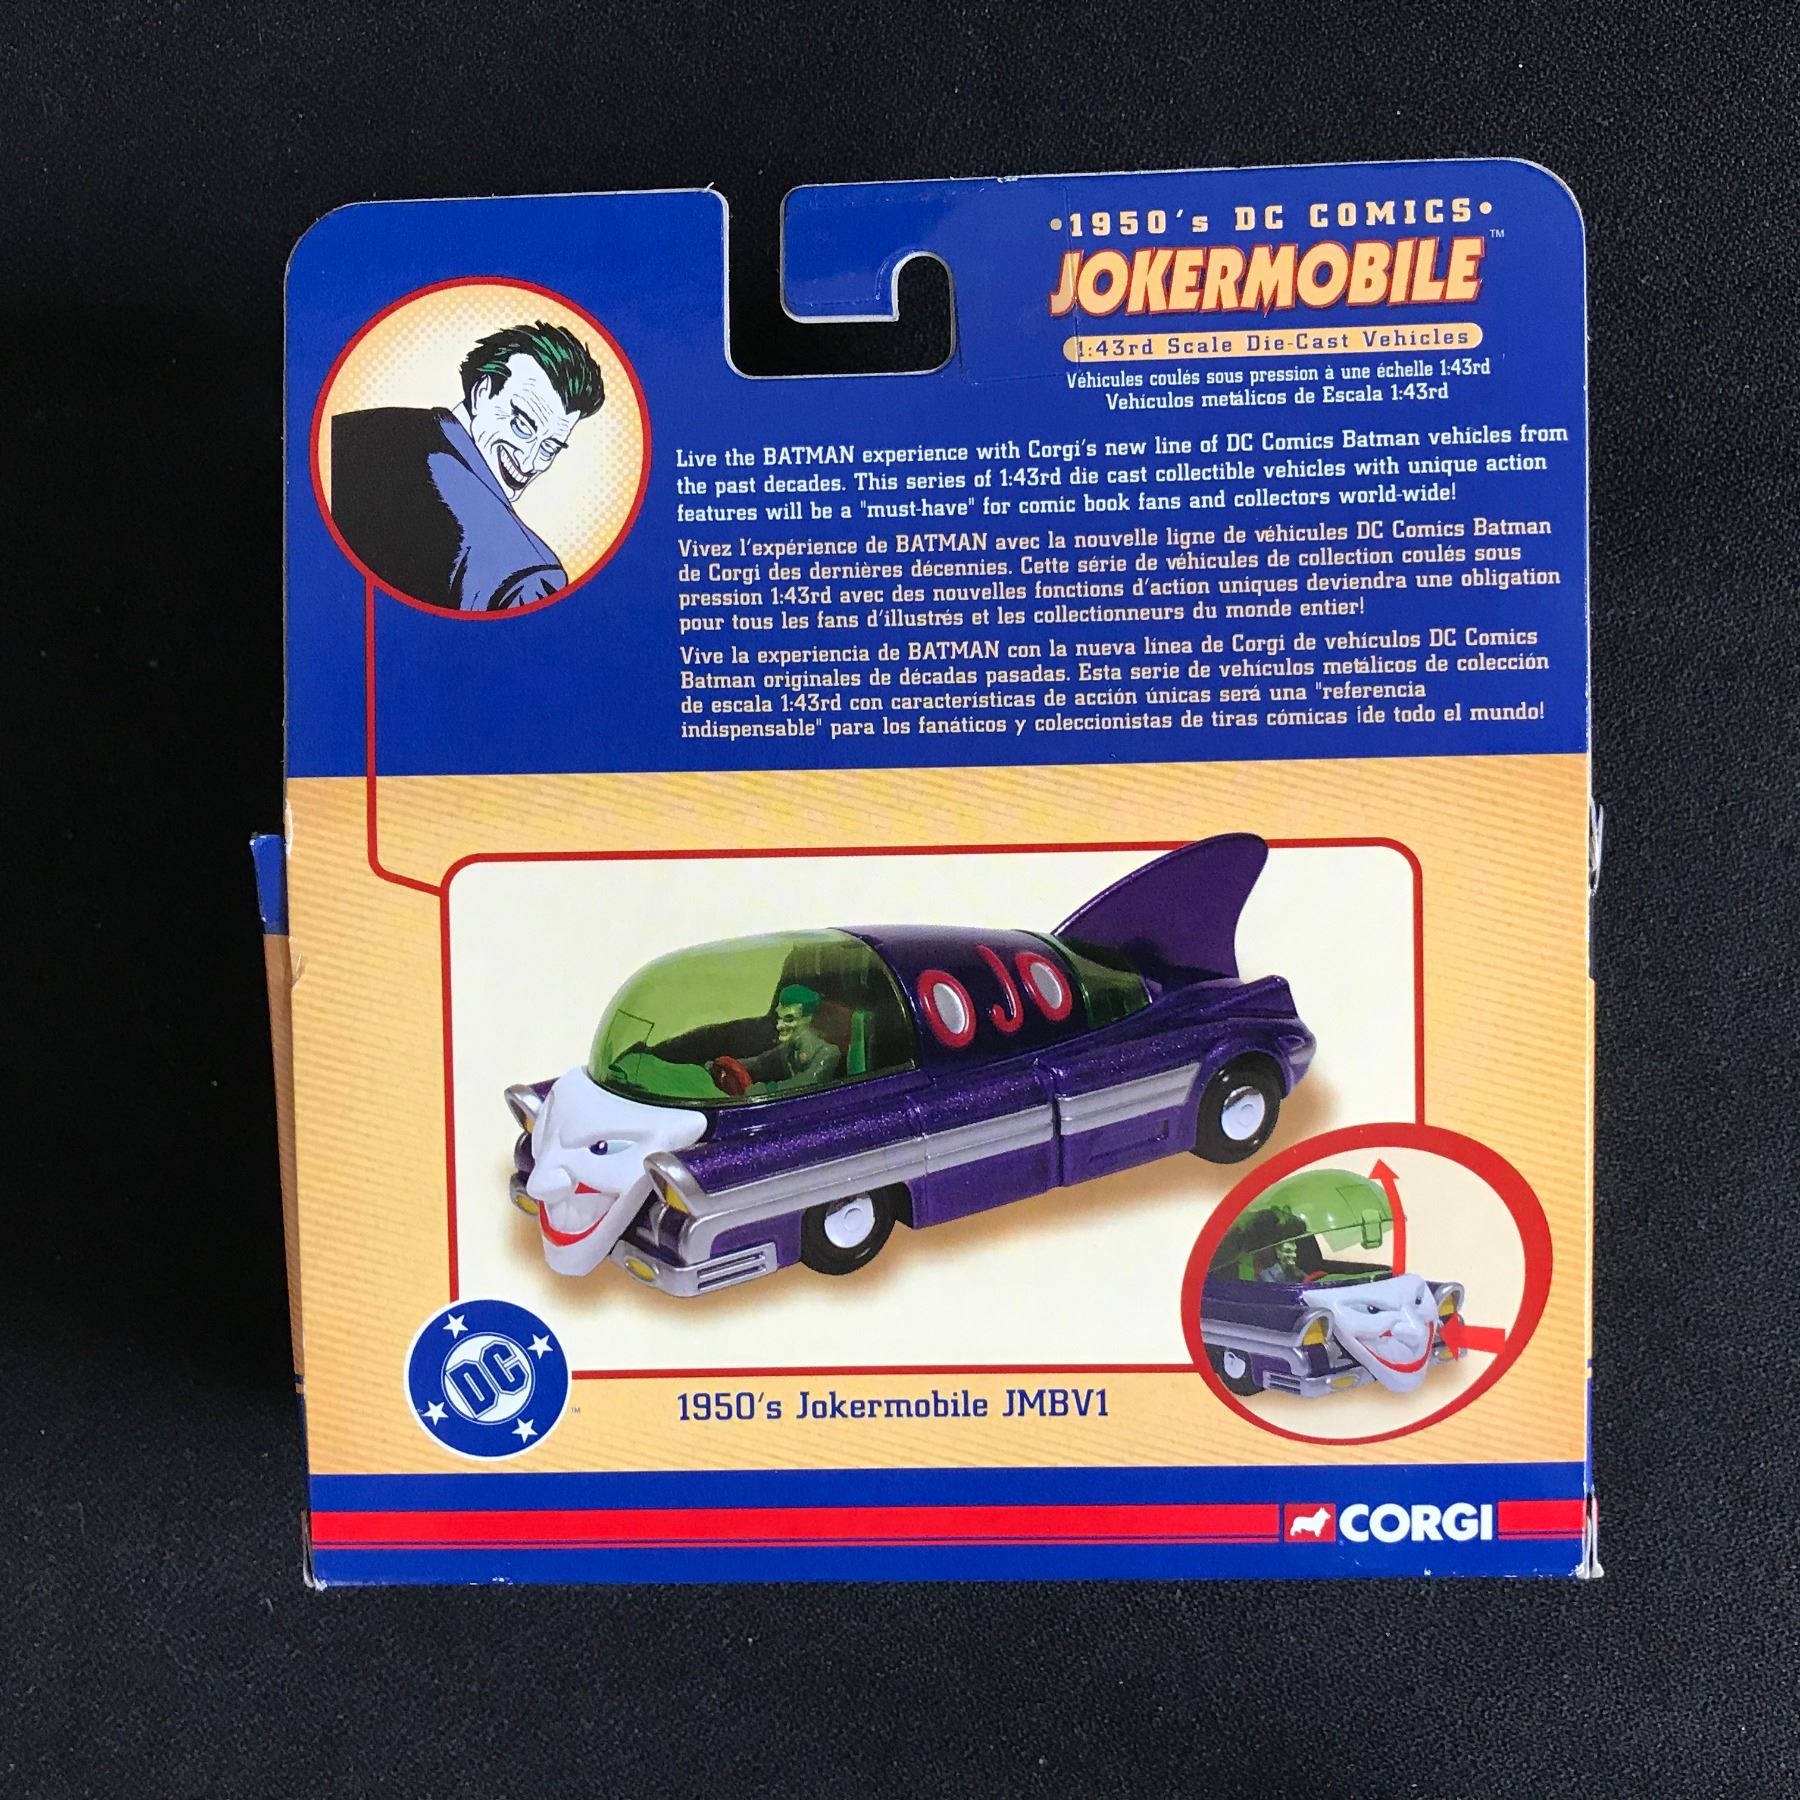 •1950's DC COMICS•
JOKERMOBILE™
1:43rd Scale Die-Cast Vehicles
Véhicules coulés sous pression à une échelle 1:43rd
Vehículos metálicos de Escala 1:43rd
Live the BATMAN experience with Corgi's new line of DC Comics Batman vehicles from
the past decades. This series of 1:43rd die cast collectible vehicles with unique action
features will be a "must-have" for comic book fans and collectors world-wide!
Vivez l'expérience de BATMAN avec la nouvelle ligne de véhicules DC Comics Batman
de Corgi des dernières décennies. Cette série de véhicules de collection coulés sous
pression 1:43rd avec des nouvelles fonctions d'action uniques deviendra une obligation
pour tous les fans d'illustrés et les collectionneurs du monde entier!
Vive la experiencia de BATMAN con la nueva línea de Corgi de vehículos DC Comics
Batman originales de décadas pasadas. Esta serie de vehículos metálicos de colección
de escala 1:43rd con características de acción únicas será una "referencia
indispensable" para los fanáticos y coleccionistas de tiras cómicas ¡de todo el mundo!
OJO
DC™
1950's Jokermobile JMBV1
CORGI